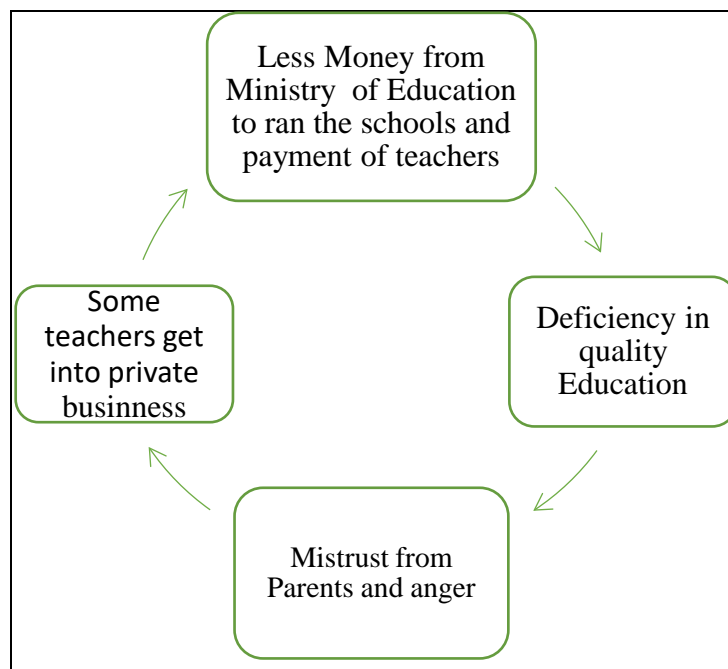 Less Money from
Ministry of Education
to ran the schools and
payment of teachers
Deficiency in
quality
Education
Mistrust from
Parents and anger
Some
teachers get
into private
businness